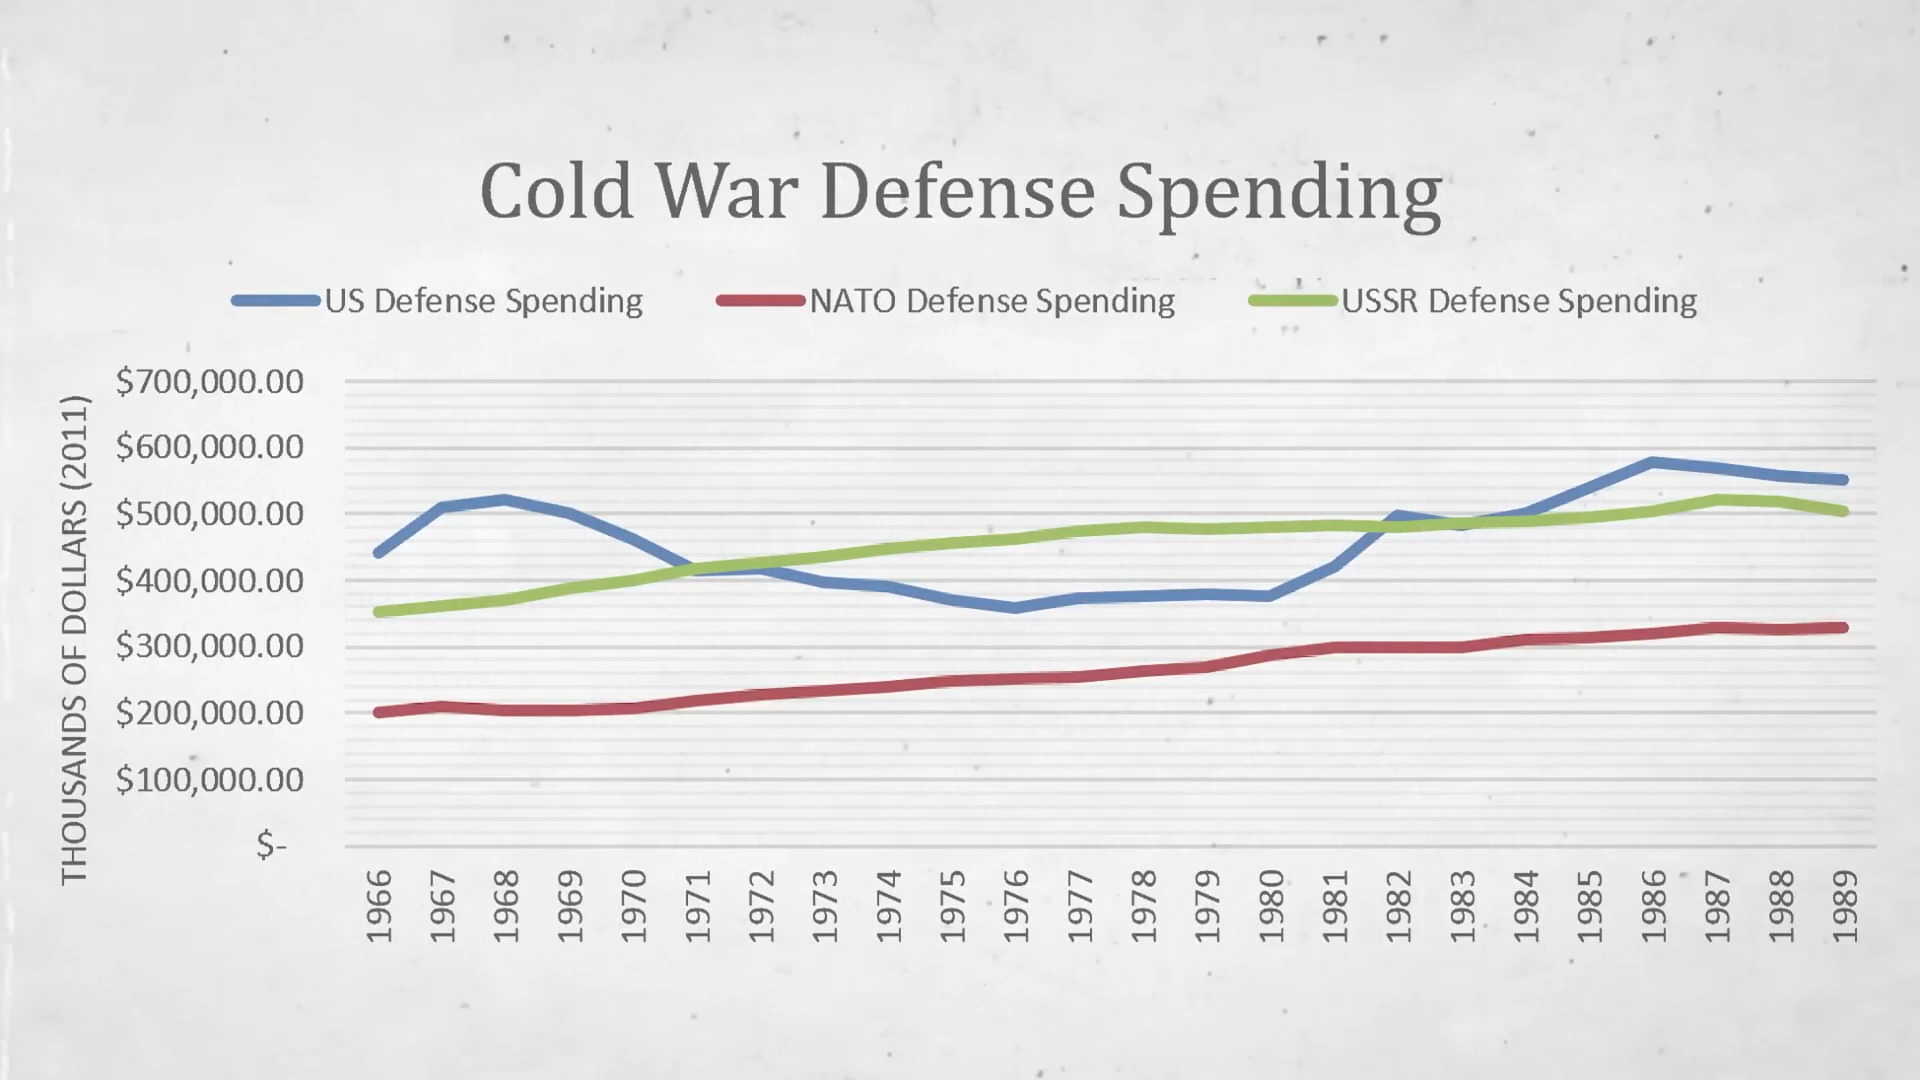 Cold War Defense Spending
US Defense Spending NATO Defense Spending USSR Defense Spending
THOUSANDS OF DOLLARS (2011)
$700,000.00
$600,000.00
$500,000.00
$400,000.00
$300,000.00
$200,000.00
$100,000.00
$-
1966 1967 1968 1969 1970 1971 1972 1973 1974 1975 1976 1977 1978 1979 1980 1981 1982 1983 1984 1985 1986 1987 1988 1989